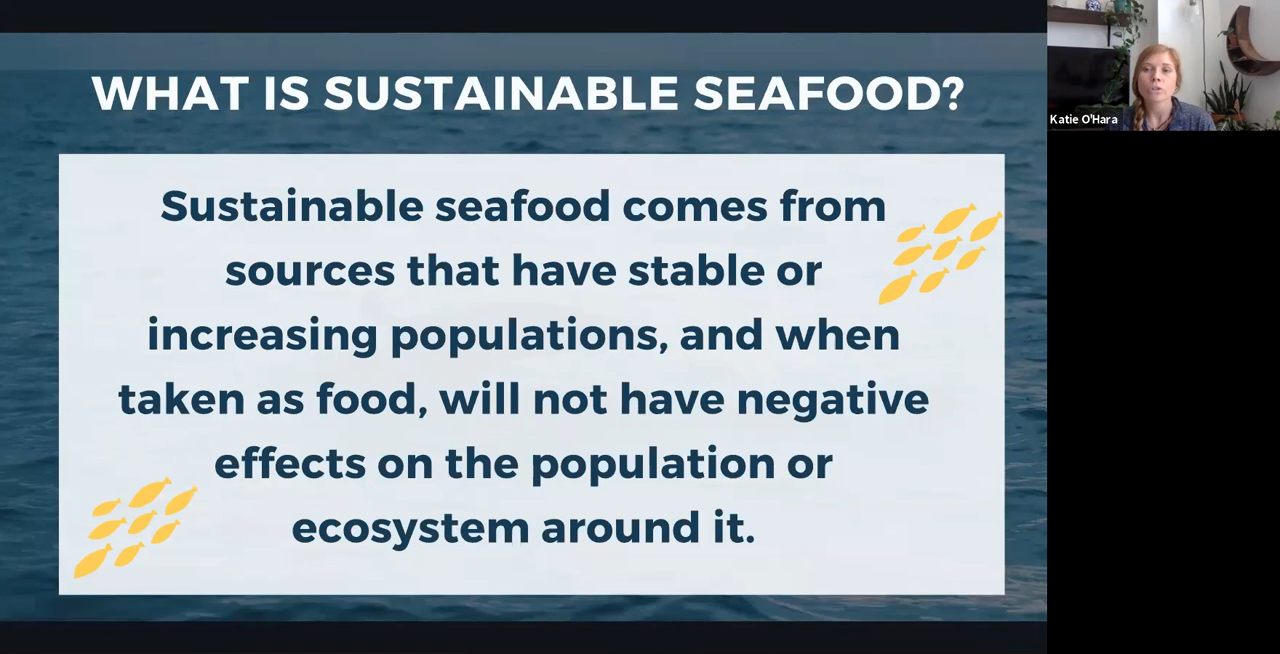 WHAT IS SUSTAINABLE SEAFOOD?
Sustainable seafood comes from
sources that have stable or
increasing populations, and when
taken as food, will not have negative
effects on the population or
ecosystem around it.
Katie O'Hara